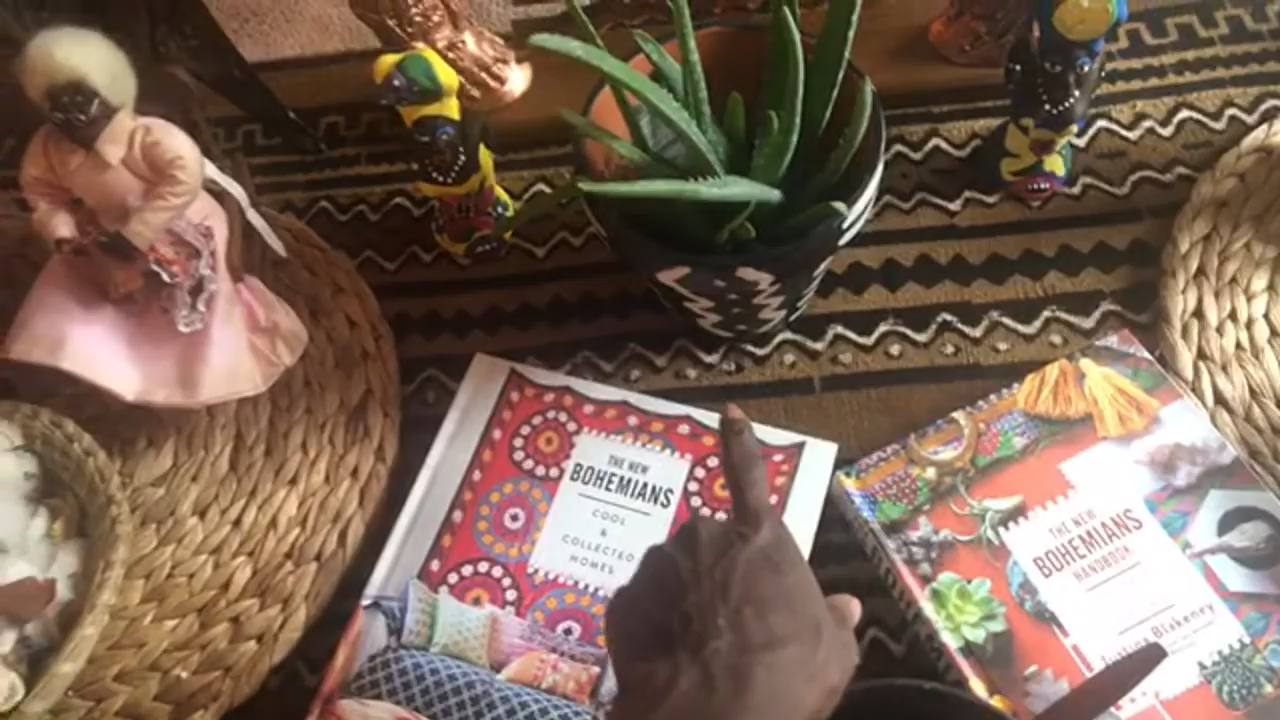 THE NEW
BOHEMIANS
COOL
&
COLLECTED
HOMES
THE NEW
BOHEMIANS
HANDBOOK
Justina Blakeney